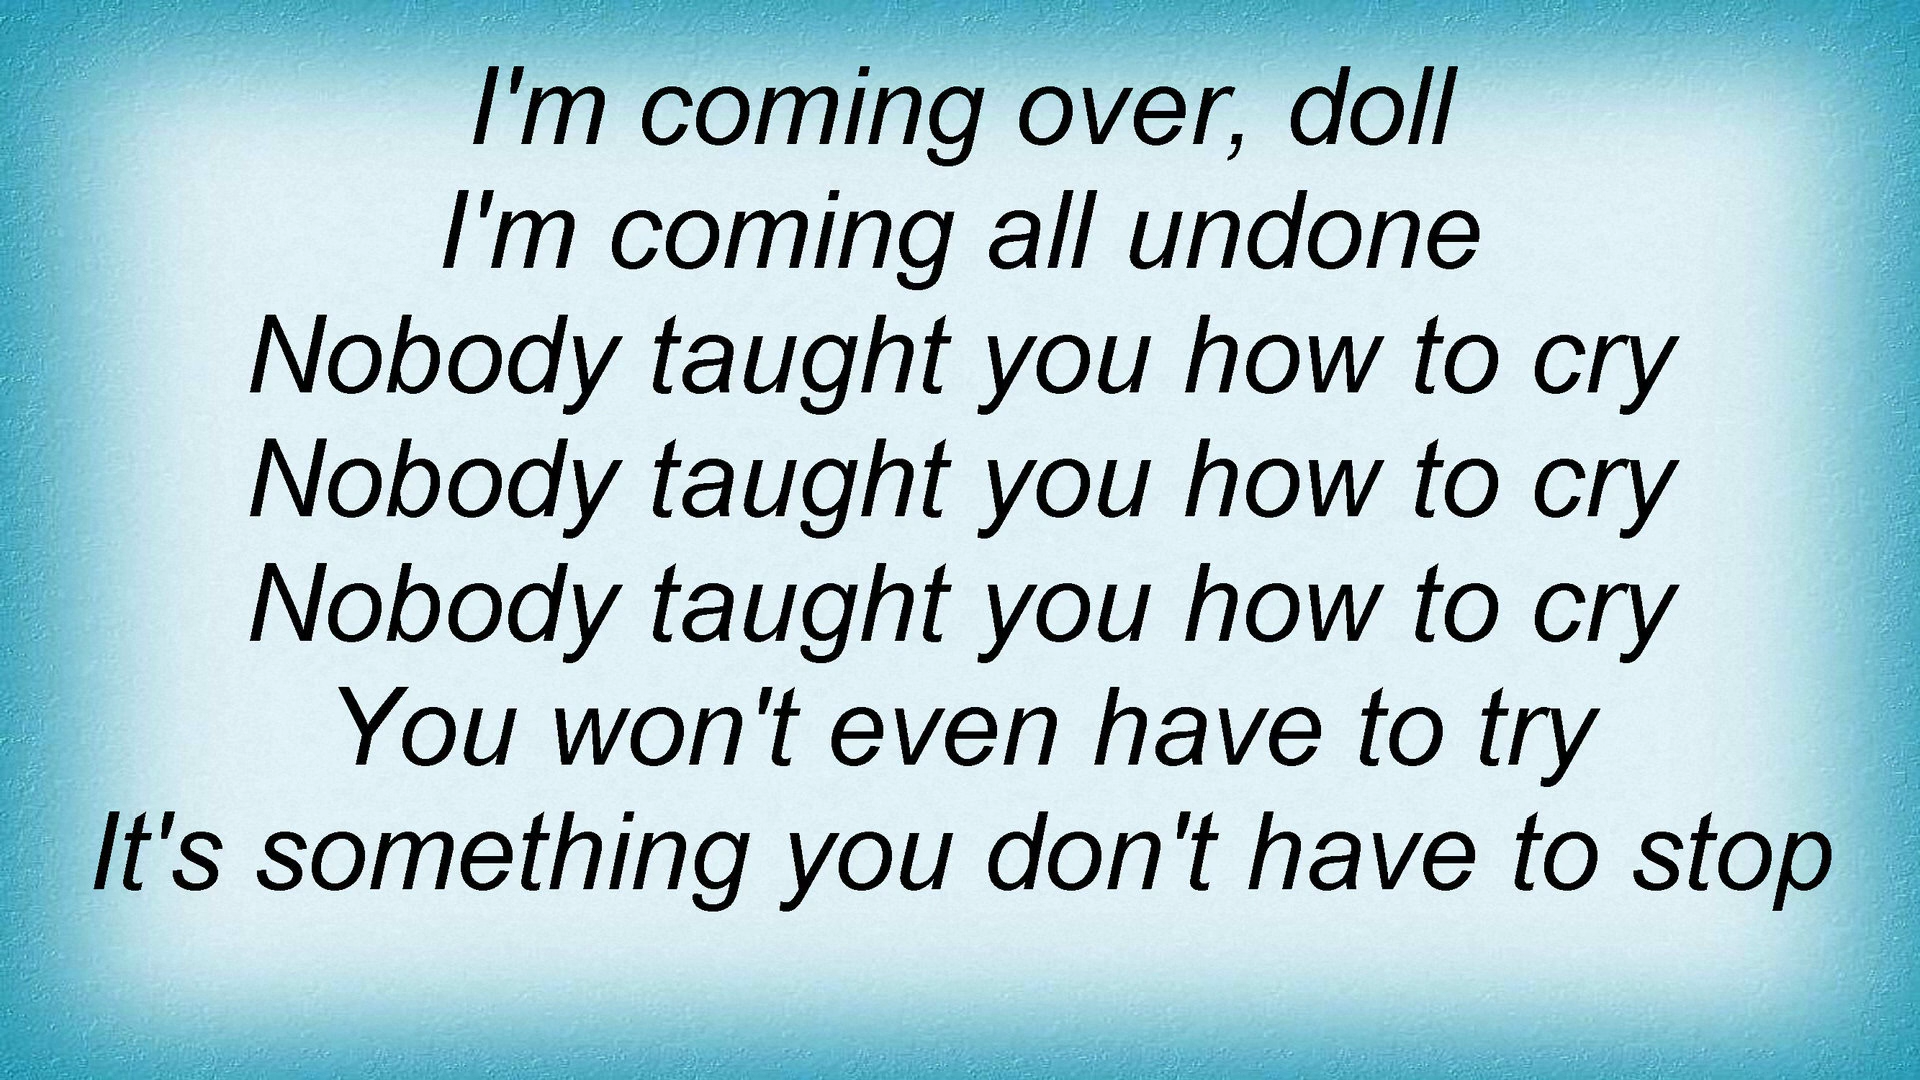 I'm coming over, doll
I'm coming all undone
Nobody taught you how to cry
Nobody taught you how to cry
Nobody taught you how to cry
You won't even have to try
It's something you don't have to stop